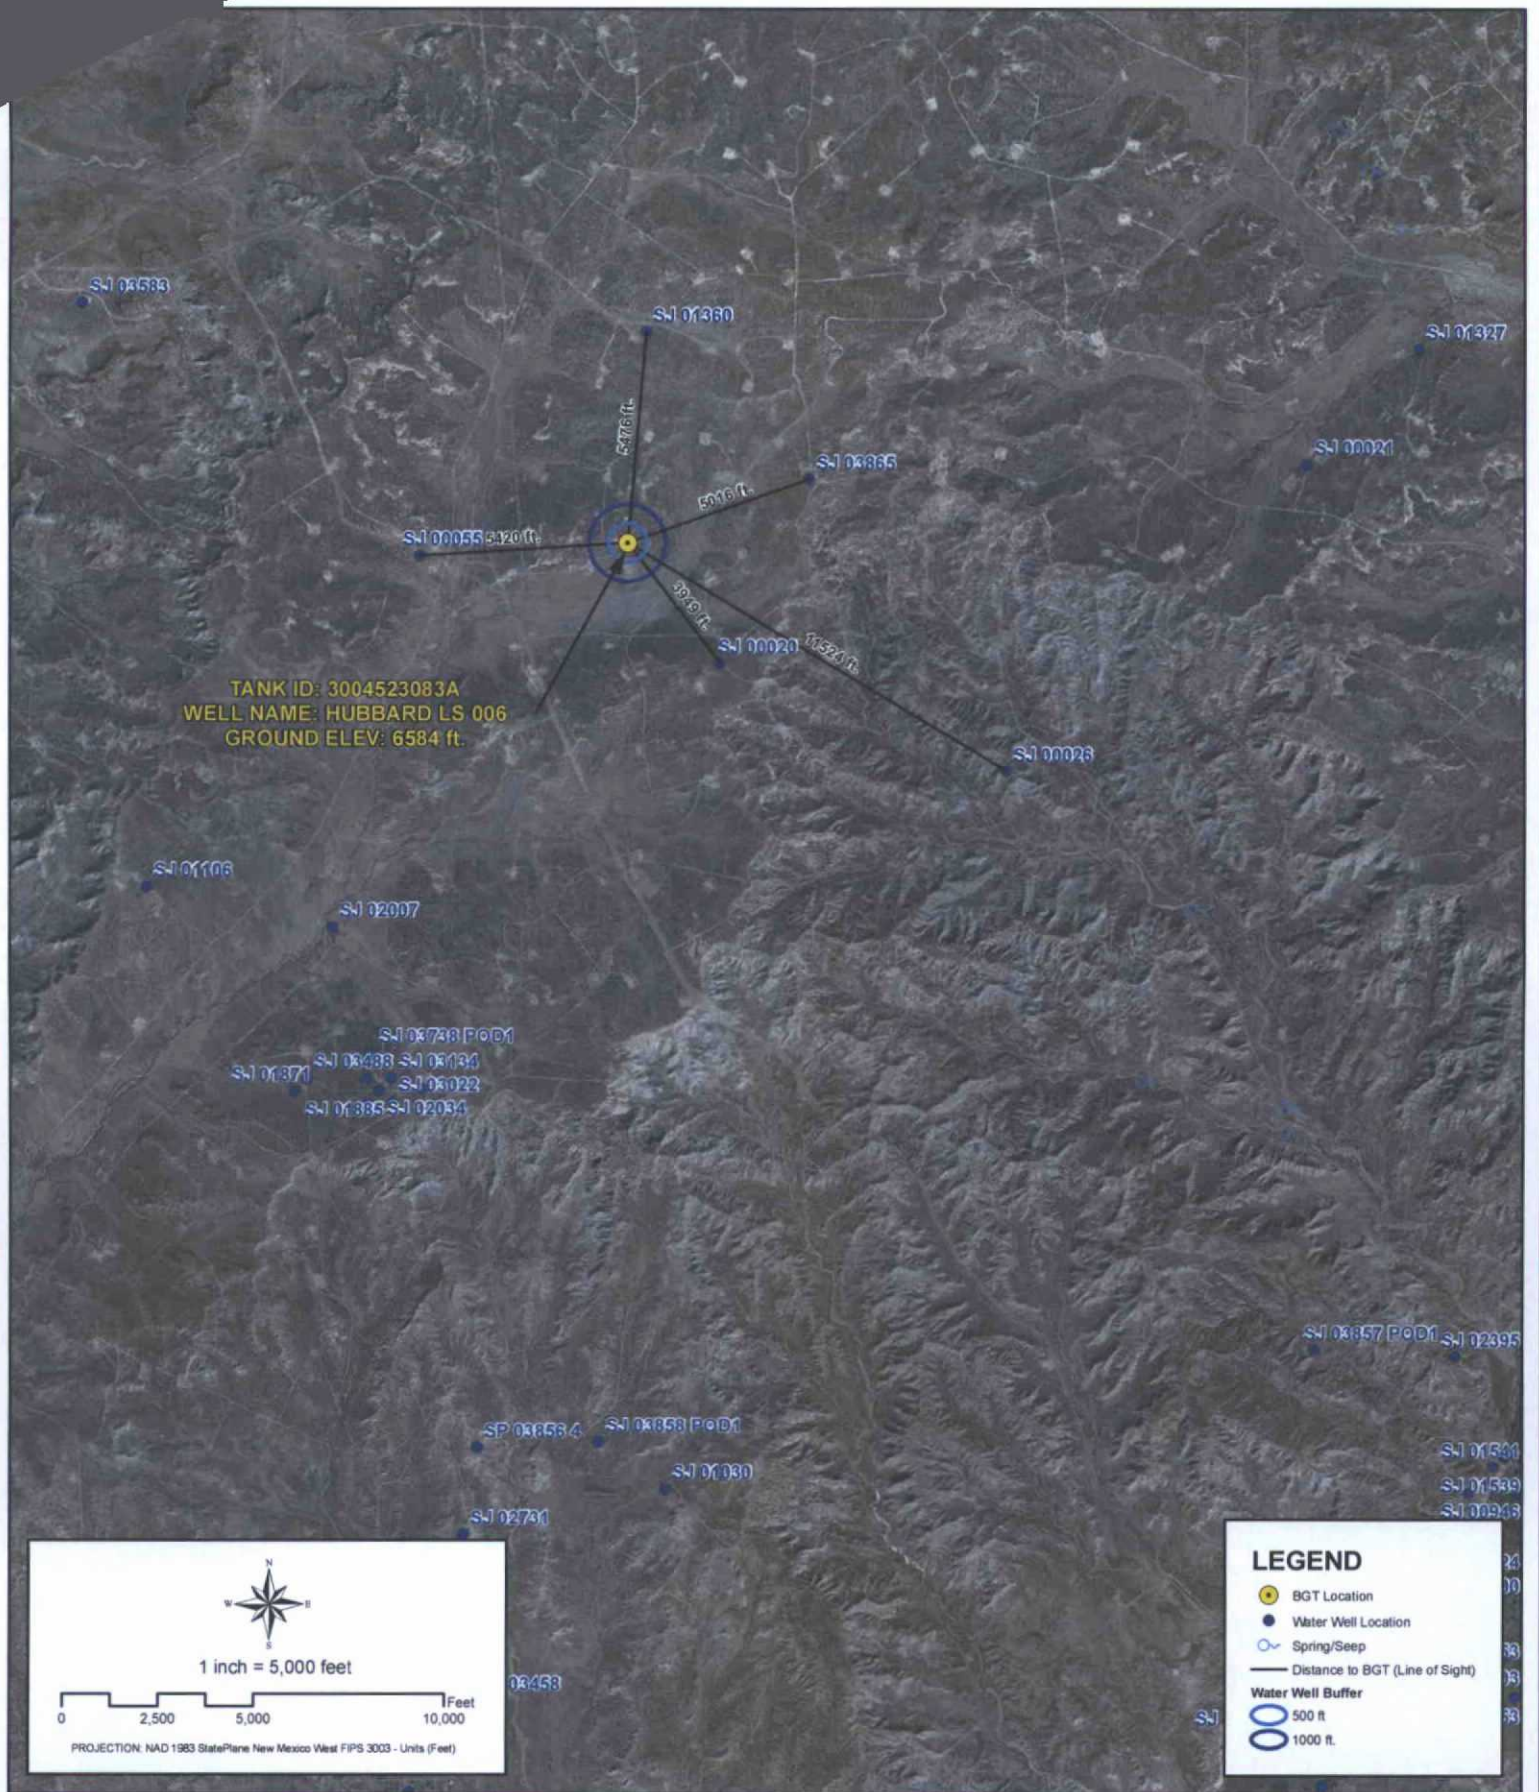 SJ 03583
SJ 01360
SJ 01327
5476 ft.
SJ 03865
SJ 00021
5016 ft.
SJ 00055
5420 ft.
3949 ft.
SJ 00020
11524 ft.
TANK ID: 3004523083A
WELL NAME: HUBBARD LS 006
GROUND ELEV: 6584 ft.
SJ 00026
SJ 01106
SJ 02007
SJ 03738 POD1
SJ 03488
SJ 03134
SJ 01871
SJ 03022
SJ 01885
SJ 02034
SJ 03857 POD1
SJ 02395
SP 03856 4
SJ 03858 POD1
SJ 01030
SJ 01541
SJ 01539
SJ 00946
SJ 02731
03458
SJ
N
W
E
S
1 inch = 5,000 feet
Feet
0 2,500 5,000 10,000
PROJECTION: NAD 1983 StatePlane New Mexico West FIPS 3003 - Units (Feet)
LEGEND
BGT Location
Water Well Location
Spring/Seep
Distance to BGT (Line of Sight)
Water Well Buffer
500 ft
1000 ft.